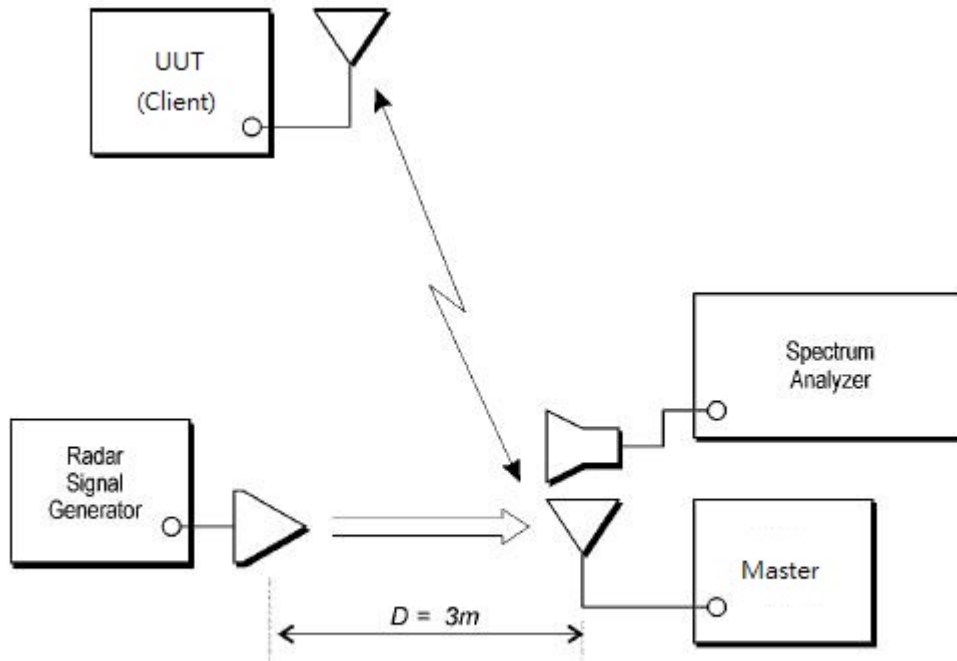 UUT
(Client)
Spectrum
Analyzer
Radar
Signal
Generator
Master
D = 3m